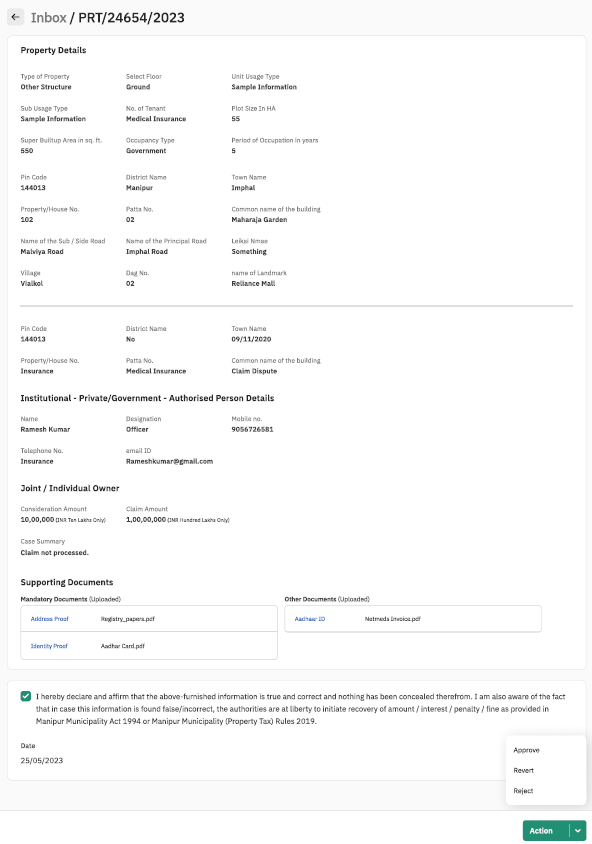 Inbox / PRT/24654/2023
Property Details
Type of Property Select Floor Unit Usage Type
Other Structure Ground Sample Information
Sub Usage Type No. of Tenant Plot Size In HA
Sample Information Medical Insurance 55
Super Builtup Area in sq. ft. Occupancy Type Period of Occupation in years
550 Government 5
Pin Code District Name Town Name
144013 Manipur Imphal
Property/House No. Patta No. Common name of the building
102 02 Maharaja Garden
Name of the Sub / Side Road Name of the Principal Road Leikai Nmae
Malviya Road Imphal Road Something
Village Dag No. name of Landmark
Vialkol 02 Reliance Mall
Pin Code District Name Town Name
144013 No 09/11/2020
Property/House No. Patta No. Common name of the building
Insurance Medical Insurance Claim Dispute
Institutional - Private/Government - Authorised Person Details
Name Designation Mobile no.
Ramesh Kumar Officer 9056726581
Telephone No. email ID
Insurance Rameshkumar@gmail.com
Joint / Individual Owner
Consideration Amount Claim Amount
10,00,000 (INR Ten Lakhs Only) 1,00,00,000 (INR Hundred Lakhs Only)
Case Summary
Claim not processed.
Supporting Documents
Mandatory Documents (Uploaded) Other Documents (Uploaded)
Address Proof Registry_papers.pdf Aadhaar ID Netmeds Invoice.pdf
Identity Proof Aadhar Card.pdf
I hereby declare and affirm that the above-furnished information is true and correct and nothing has been concealed therefrom. I am also aware of the fact
that in case this information is found false/incorrect, the authorities are at liberty to initiate recovery of amount / interest / penalty / fine as provided in
Manipur Municipality Act 1994 or Manipur Municipality (Property Tax) Rules 2019.
Date
25/05/2023
Approve
Revert
Reject
Action